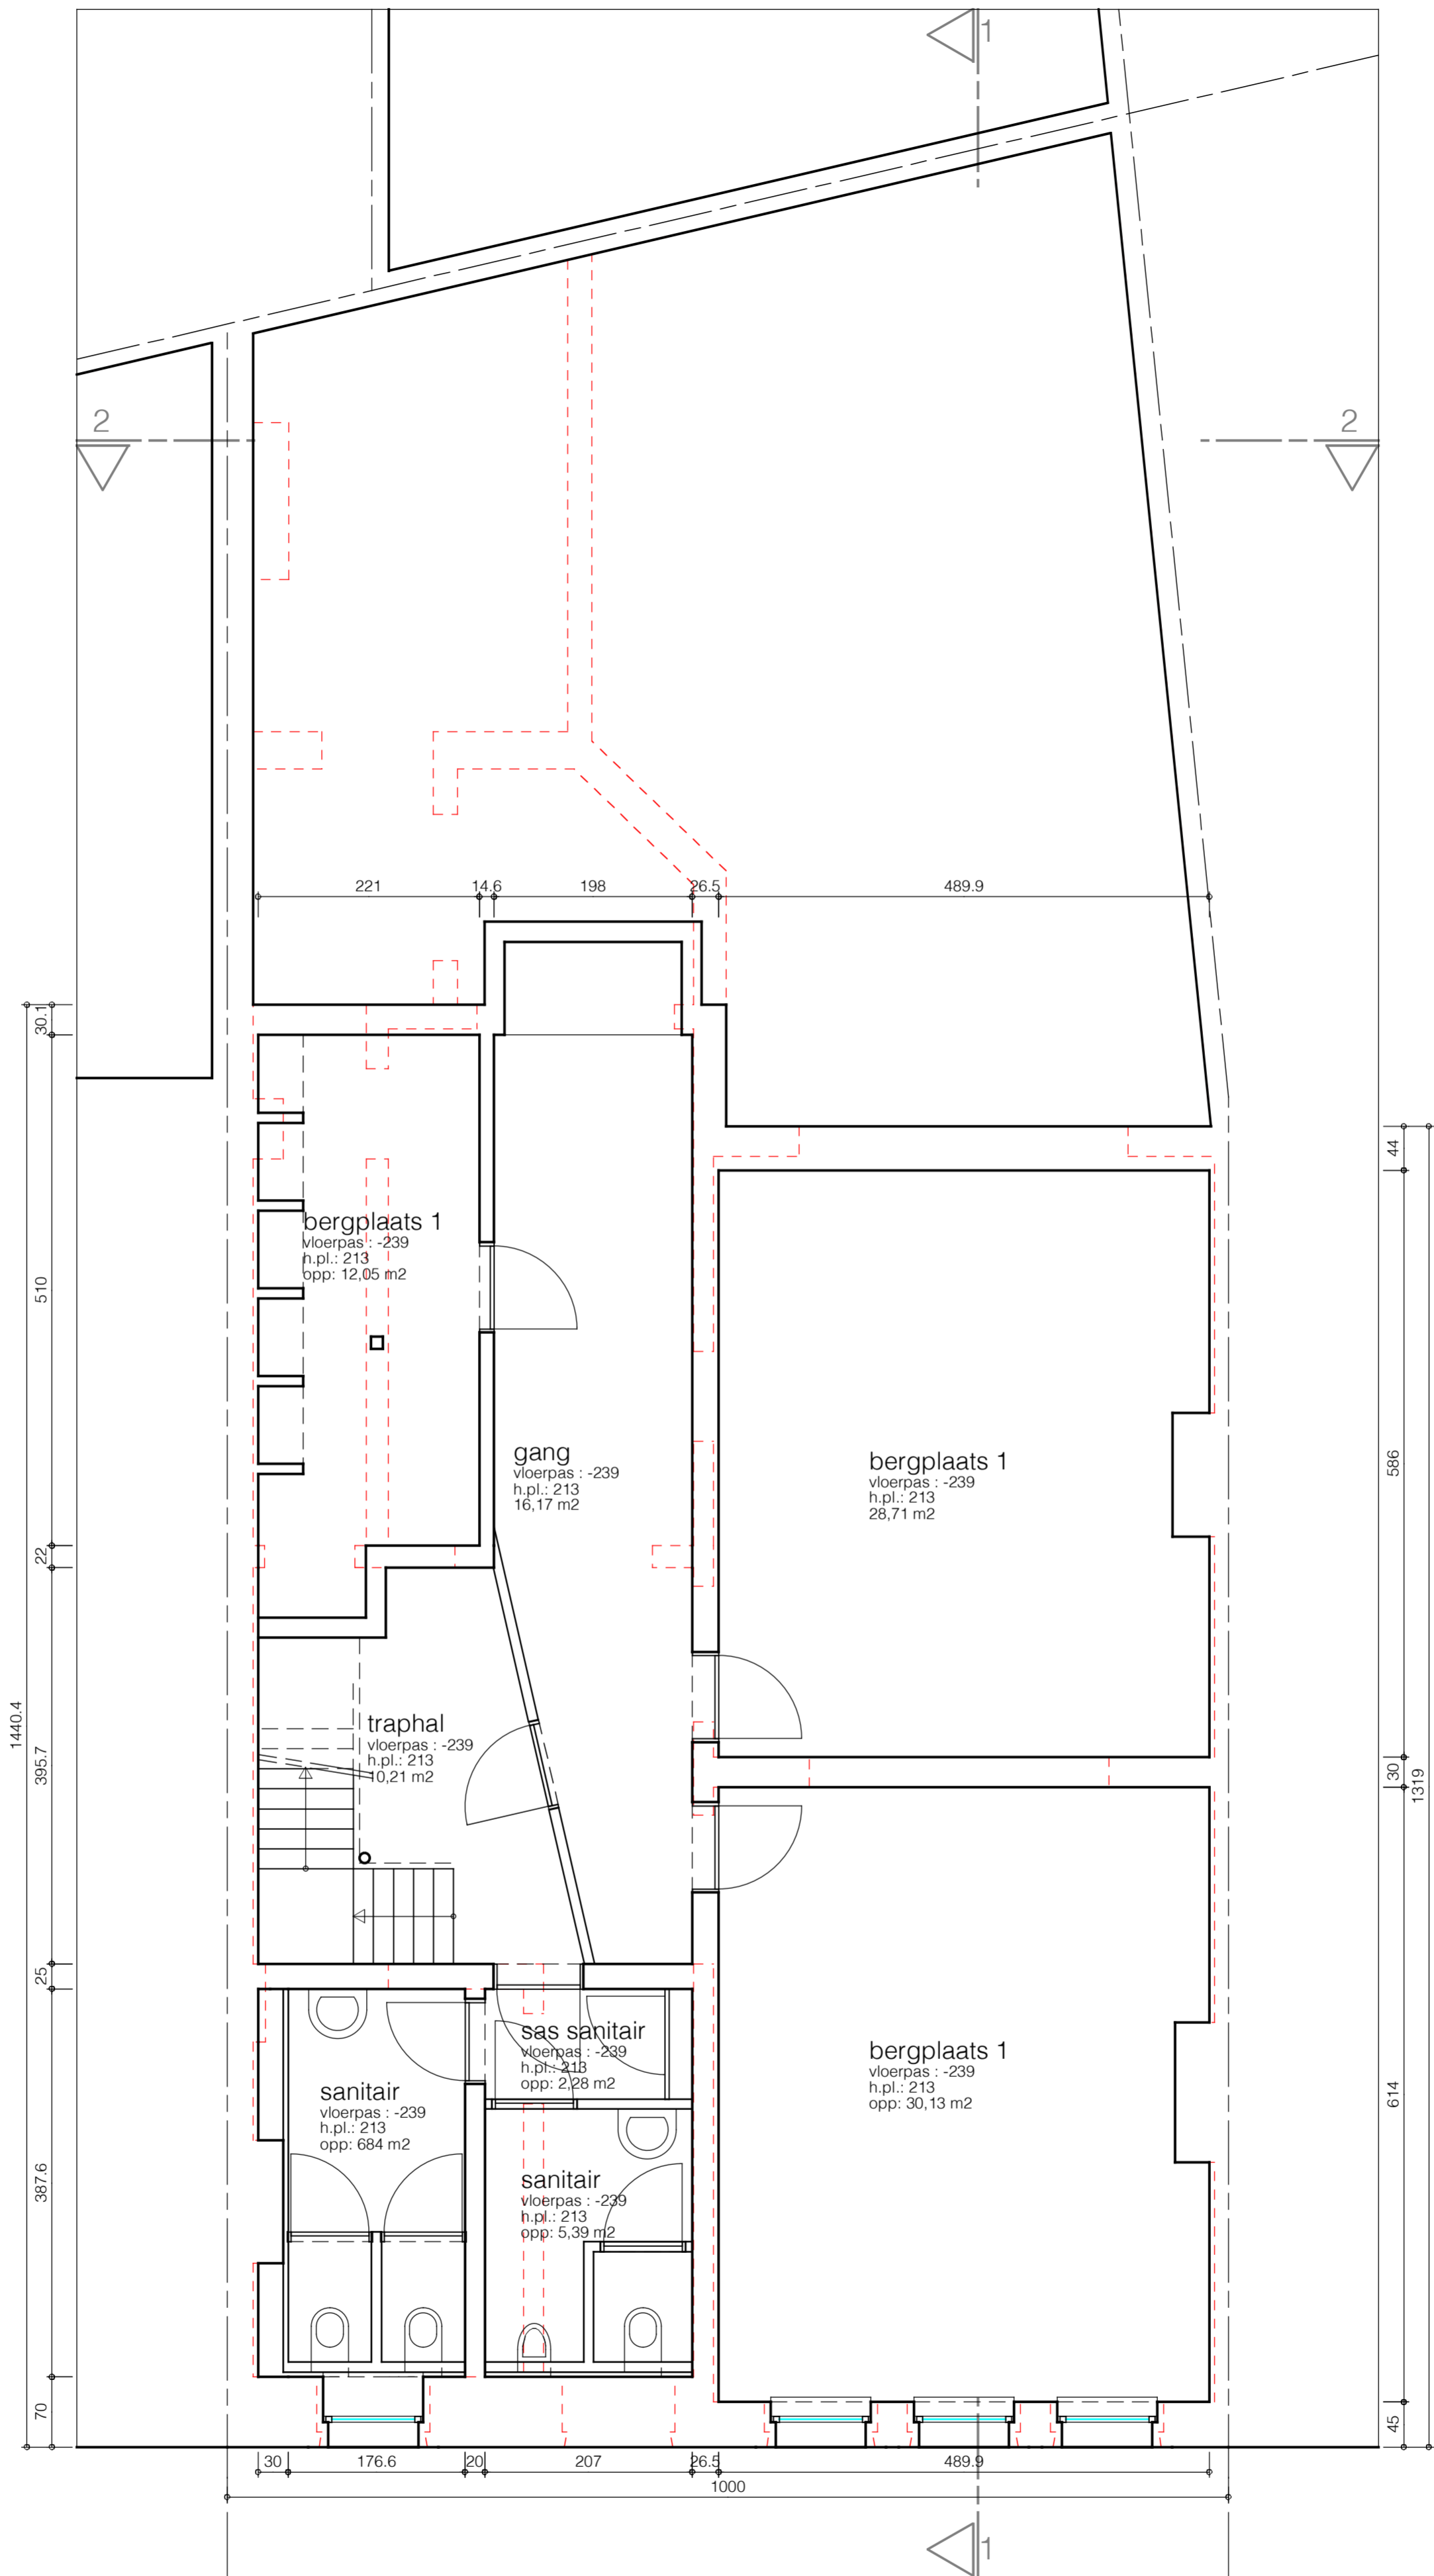 1
2
2
221
14.6
198
26.5
489.9
30.1
510
22
1440.4
395.7
25
387.6
70
44
586
30
1319
614
45
bergplaats 1
vloerpas : -239
h.pl.: 213
opp: 12,05 m2
gang
vloerpas : -239
h.pl.: 213
16,17 m2
bergplaats 1
vloerpas : -239
h.pl.: 213
28,71 m2
traphal
vloerpas : -239
h.pl.: 213
10,21 m2
sas sanitair
vloerpas : -239
h.pl.: 213
opp: 2,28 m2
sanitair
vloerpas : -239
h.pl.: 213
opp: 684 m2
sanitair
vloerpas : -239
h.pl.: 213
opp: 5,39 m2
bergplaats 1
vloerpas : -239
h.pl.: 213
opp: 30,13 m2
30
176.6
20
207
26.5
489.9
1000
1